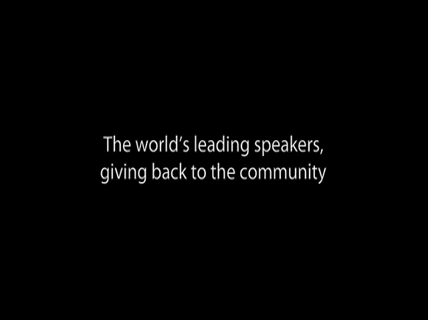 The world's leading speakers,
giving back to the community